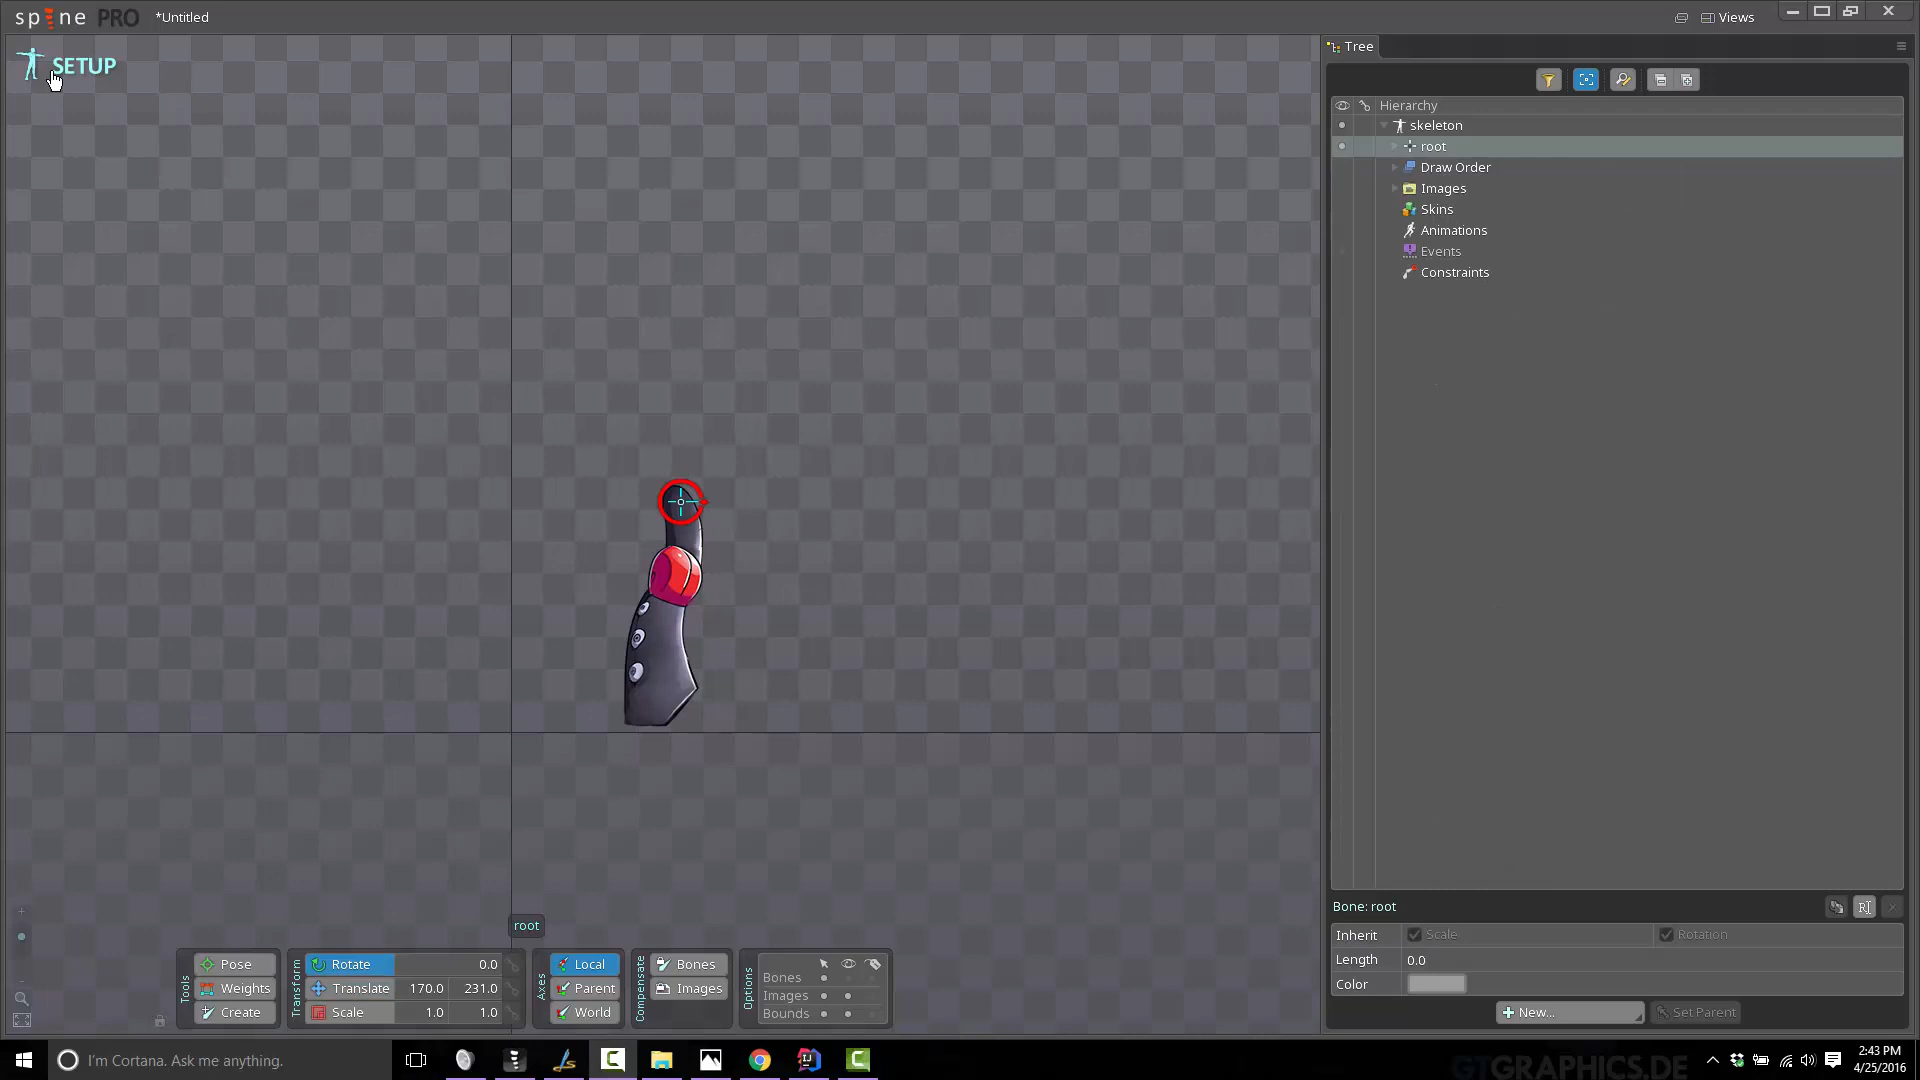 spine PRO *Untitled Views
SETUP
Tree
Hierarchy
skeleton
root
Draw Order
Images
Skins
Animations
Events
Constraints
root
Tools
Pose
Weights
Create
Transform
Rotate 0.0
Translate 170.0 231.0
Scale 1.0 1.0
Axes
Local
Parent
World
Compensate
Bones
Images
Options
Bones
Images
Bounds
Bone: root
Inherit Scale Rotation
Length 0.0
Color
New... Set Parent
I'm Cortana. Ask me anything.
GTGRAPHICS.DE
2:43 PM
4/25/2016